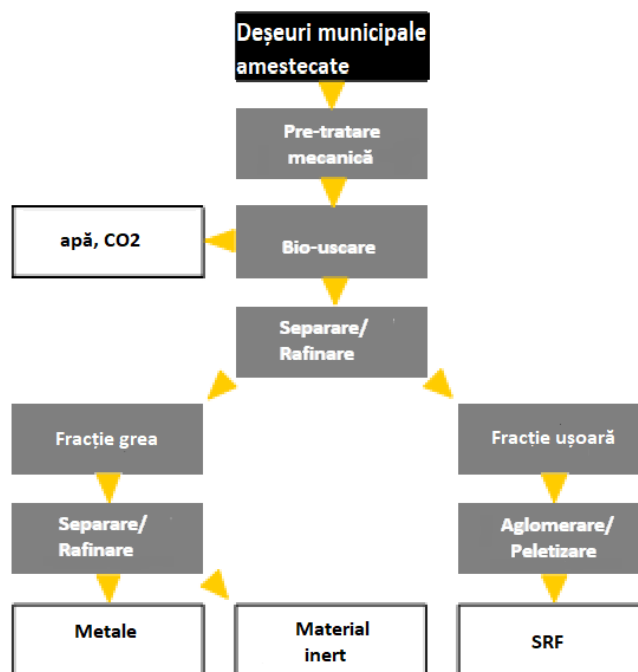 Deșeuri municipale
amestecate
Pre-tratare
mecanică
apă, CO2
Bio-uscare
Separare/
Rafinare
Fracție grea
Fracție ușoară
Separare/
Rafinare
Aglomerare/
Peletizare
Metale
Material
inert
SRF